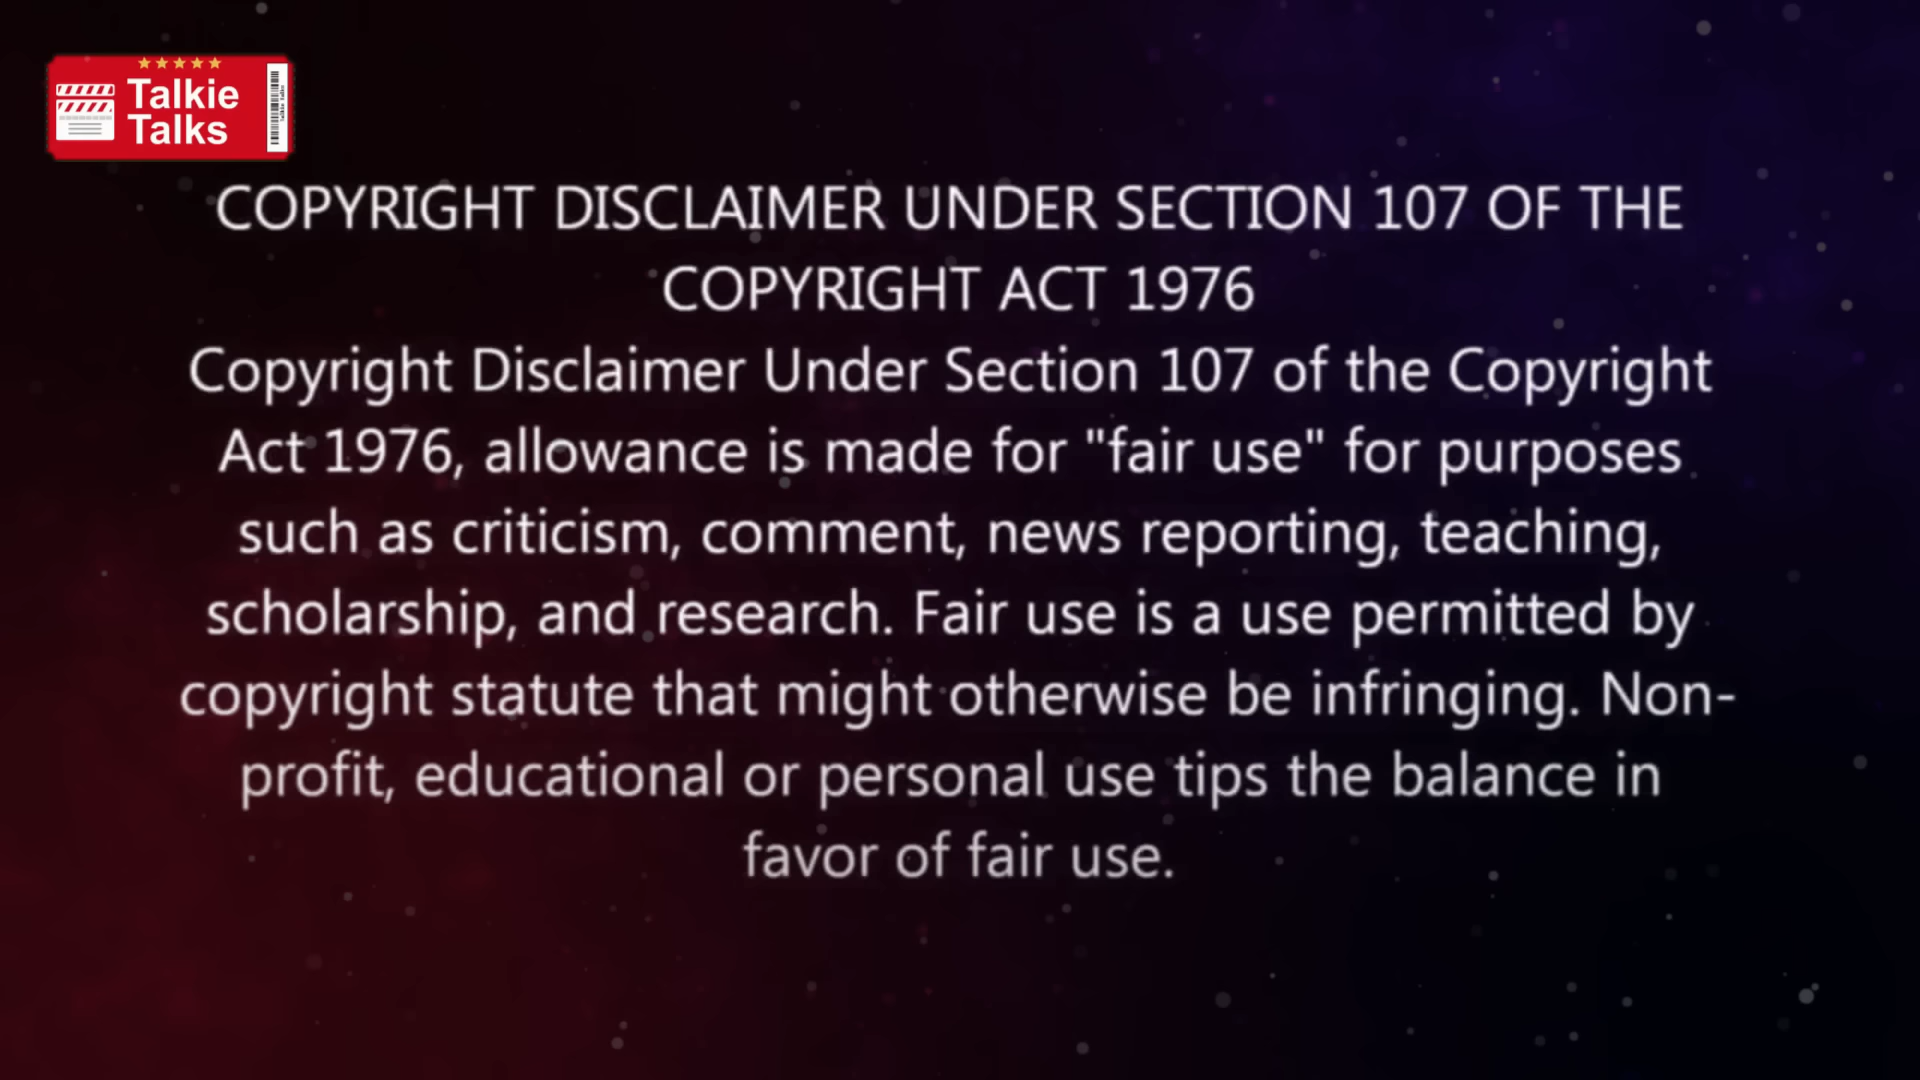 Talkie
Talks
COPYRIGHT DISCLAIMER UNDER SECTION 107 OF THE
COPYRIGHT ACT 1976
Copyright Disclaimer Under Section 107 of the Copyright
Act 1976, allowance is made for "fair use" for purposes
such as criticism, comment, news reporting, teaching,
scholarship, and research. Fair use is a use permitted by
copyright statute that might otherwise be infringing. Non-
profit, educational or personal use tips the balance in
favor of fair use.